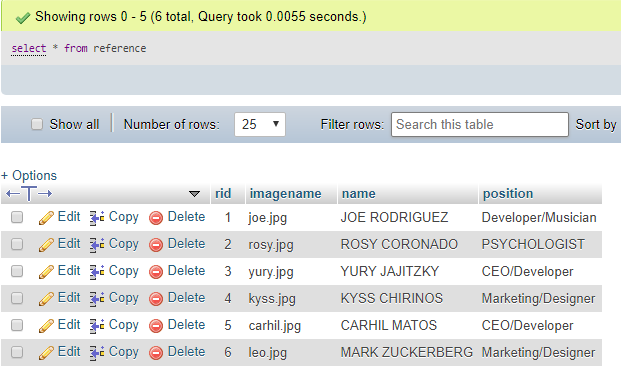 Showing rows 0 - 5 (6 total, Query took 0.0055 seconds.)
select * from reference
Show all Number of rows: 25 Filter rows: Search this table Sort by
+ Options
rid imagename name position
Edit Copy Delete 1 joe.jpg JOE RODRIGUEZ Developer/Musician
Edit Copy Delete 2 rosy.jpg ROSY CORONADO PSYCHOLOGIST
Edit Copy Delete 3 yury.jpg YURY JAJITZKY CEO/Developer
Edit Copy Delete 4 kyss.jpg KYSS CHIRINOS Marketing/Designer
Edit Copy Delete 5 carhil.jpg CARHIL MATOS CEO/Developer
Edit Copy Delete 6 leo.jpg MARK ZUCKERBERG Marketing/Designer